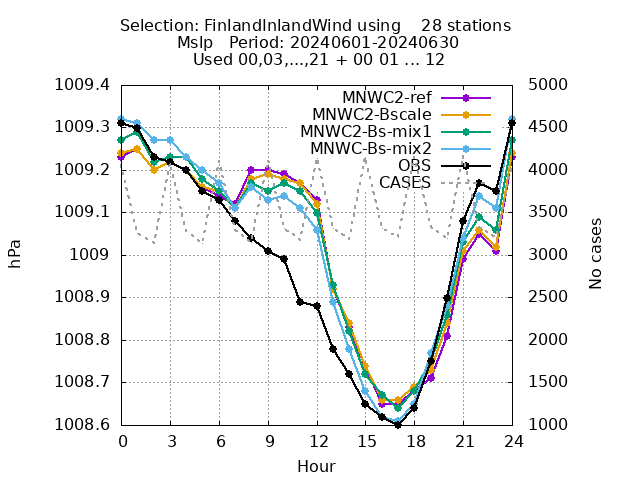 Selection: FinlandInlandWind using    28 stations
Mslp   Period: 20240601-20240630
Used 00,03,...,21 + 00 01 ... 12
MNWC2-ref
MNWC2-Bscale
MNWC2-Bs-mix1
MNWC-Bs-mix2
OBS
CASES
hPa
1009.4
1009.3
1009.2
1009.1
1009
1008.9
1008.8
1008.7
1008.6
5000
4500
4000
3500
3000
2500
2000
1500
1000
No cases
0 3 6 9 12 15 18 21 24
Hour